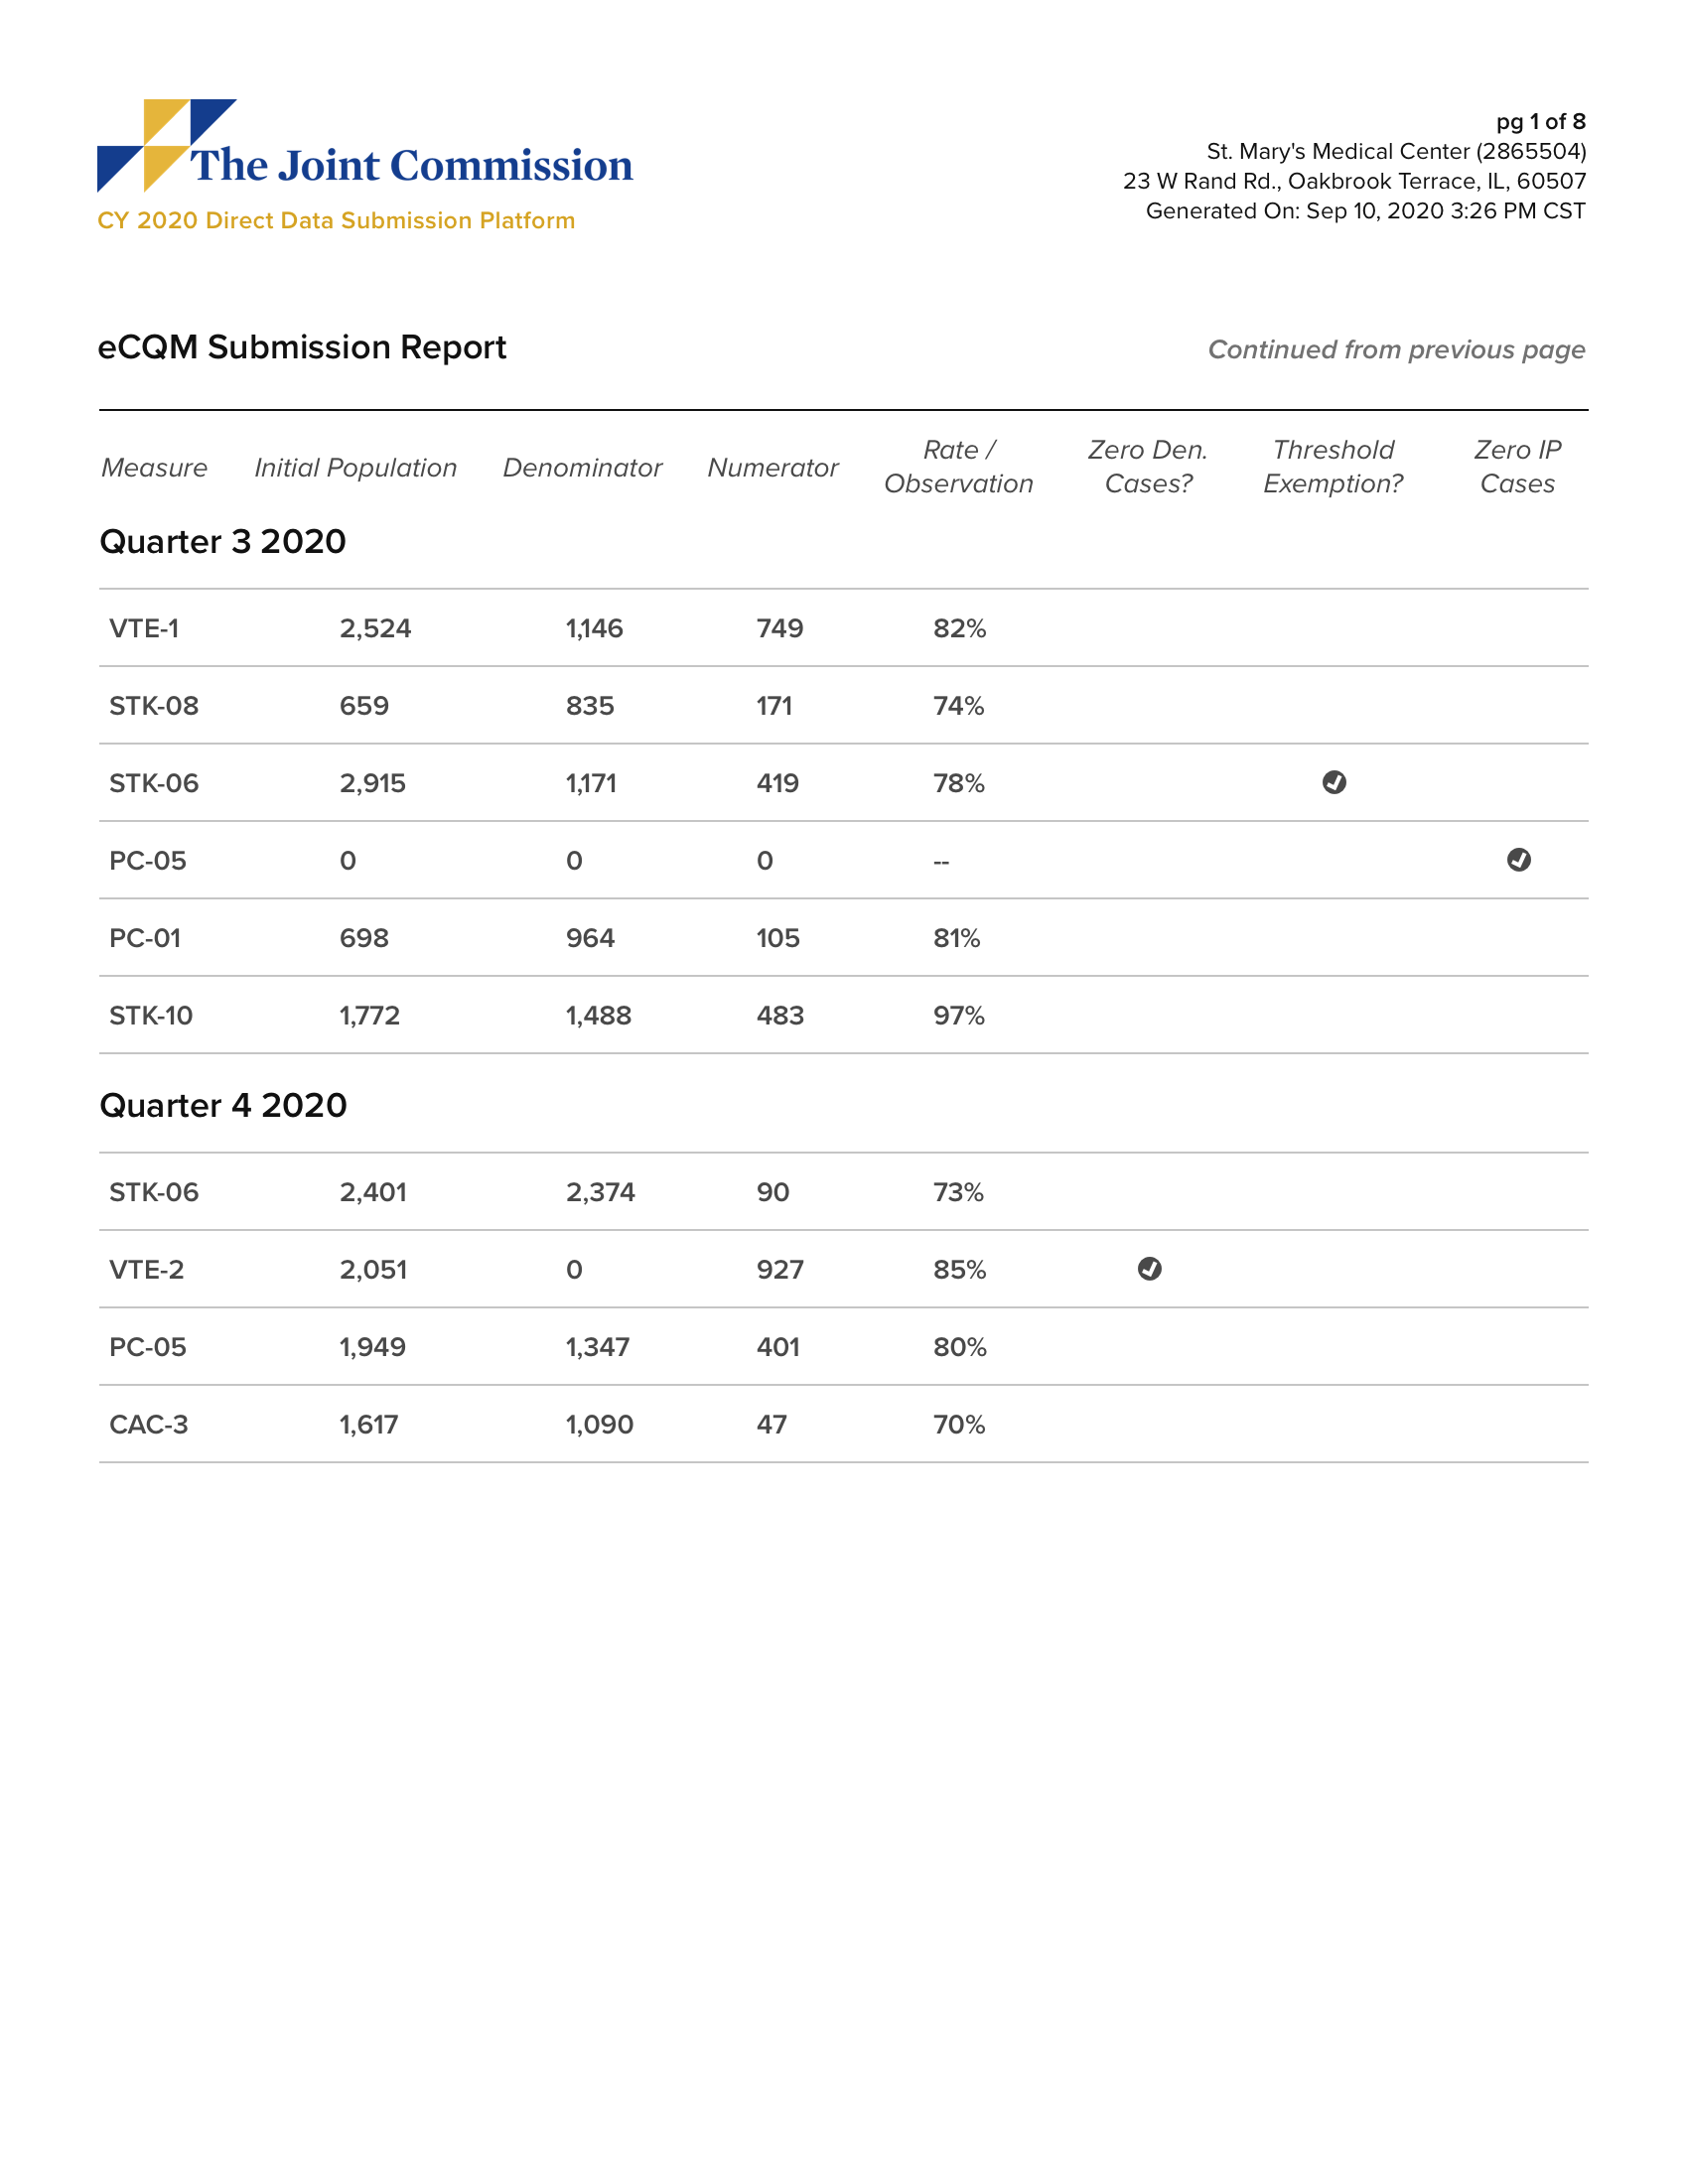 The Joint Commission
CY 2020 Direct Data Submission Platform
pg 1 of 8
St. Mary's Medical Center (2865504)
23 W Rand Rd., Oakbrook Terrace, IL, 60507
Generated On: Sep 10, 2020 3:26 PM CST
eCQM Submission Report
Continued from previous page
Measure Initial Population Denominator Numerator Rate / Observation Zero Den. Cases? Threshold Exemption? Zero IP Cases
Quarter 3 2020
VTE-1 2,524 1,146 749 82%
STK-08 659 835 171 74%
STK-06 2,915 1,171 419 78%
PC-05 0 0 0 --
PC-01 698 964 105 81%
STK-10 1,772 1,488 483 97%
Quarter 4 2020
STK-06 2,401 2,374 90 73%
VTE-2 2,051 0 927 85%
PC-05 1,949 1,347 401 80%
CAC-3 1,617 1,090 47 70%